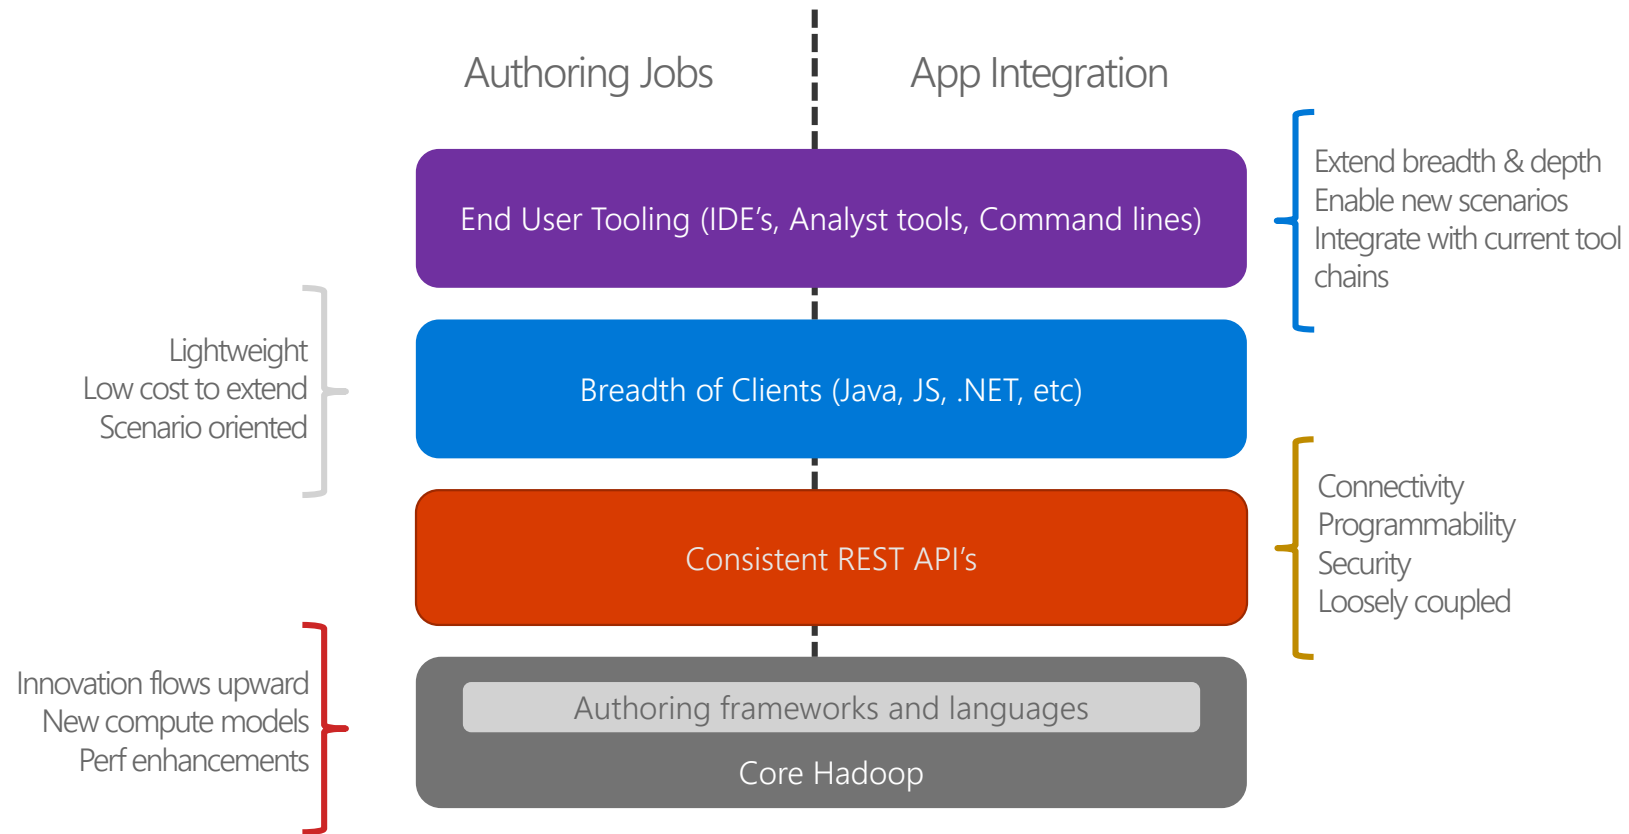 Authoring Jobs
App Integration
End User Tooling (IDE’s, Analyst tools, Command lines)
Extend breadth & depth
Enable new scenarios
Integrate with current tool
chains
Lightweight
Low cost to extend
Scenario oriented
Breadth of Clients (Java, JS, .NET, etc)
Consistent REST API’s
Connectivity
Programmability
Security
Loosely coupled
Innovation flows upward
New compute models
Perf enhancements
Authoring frameworks and languages
Core Hadoop